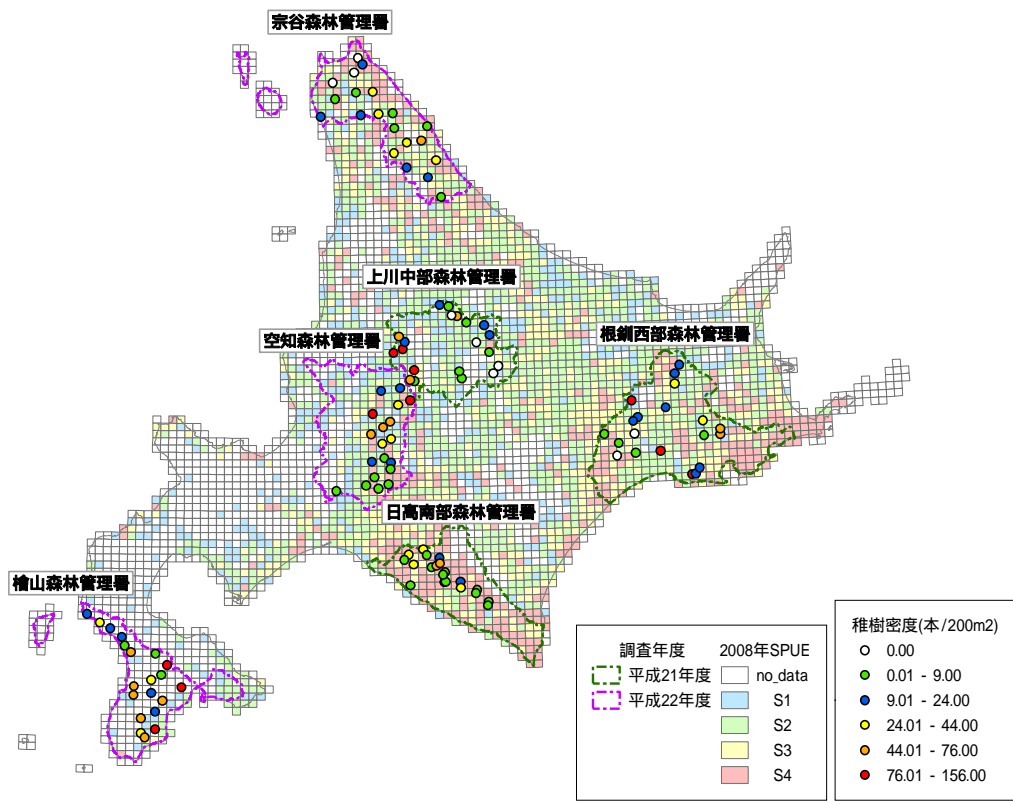 宗谷森林管理署
上川中部森林管理署
空知森林管理署
根釧西部森林管理署
日高南部森林管理署
檜山森林管理署
調査年度
平成21年度
平成22年度
2008年SPUE
no_data
S1
S2
S3
S4
稚樹密度(本/200m2)
0.00
0.01 - 9.00
9.01 - 24.00
24.01 - 44.00
44.01 - 76.00
76.01 - 156.00